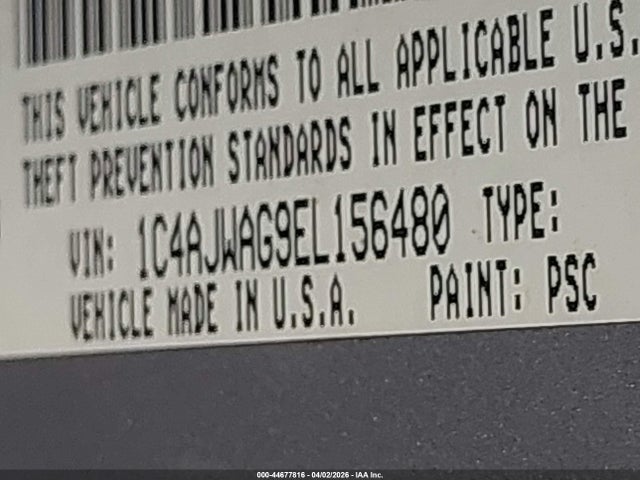 THIS VEHICLE CONFORMS TO ALL APPLICABLE U.S.
THEFT PREVENTION STANDARDS IN EFFECT ON THE
VIN: 1C4AJWAG9EL156480 TYPE:
VEHICLE MADE IN U.S.A. PAINT: PSC
000-44677816 - 04/02/2026 - IAA Inc.